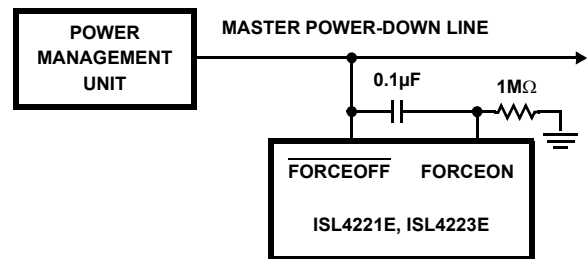 POWER
MANAGEMENT
UNIT
MASTER POWER-DOWN LINE
0.1µF
1MΩ
FORCEOFF FORCEON
ISL4221E, ISL4223E